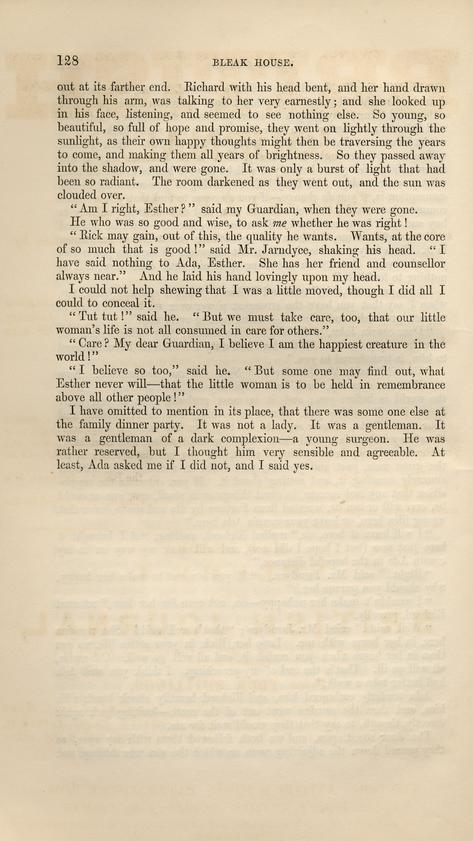 128 BLEAK HOUSE.
out at its farther end. Richard with his head bent, and her hand drawn
through his arm, was talking to her very earnestly; and she looked up
in his face, listening, and seemed to see nothing else. So young, so
beautiful, so full of hope and promise, they went on lightly through the
sunlight, as their own happy thoughts might then be traversing the years
to come, and making them all years of brightness. So they passed away
into the shadow, and were gone. It was only a burst of light that had
been so radiant. The room darkened as they went out, and the sun was
clouded over.
"Am I right, Esther?" said my Guardian, when they were gone.
He who was so good and wise, to ask me whether he was right!
"Rick may gain, out of this, the quality he wants. Wants, at the core
of so much that is good!" said Mr. Jarndyce, shaking his head. "I
have said nothing to Ada, Esther. She has her friend and counsellor
always near." And he laid his hand lovingly upon my head.
I could not help shewing that I was a little moved, though I did all I
could to conceal it.
"Tut tut!" said he. "But we must take care, too, that our little
woman's life is not all consumed in care for others."
"Care? My dear Guardian, I believe I am the happiest creature in the
world!"
"I believe so too," said he. "But some one may find out, what
Esther never will—that the little woman is to be held in remembrance
above all other people!"
I have omitted to mention in its place, that there was some one else at
the family dinner party. It was not a lady. It was a gentleman. It
was a gentleman of a dark complexion—a young surgeon. He was
rather reserved, but I thought him very sensible and agreeable. At
least, Ada asked me if I did not, and I said yes.